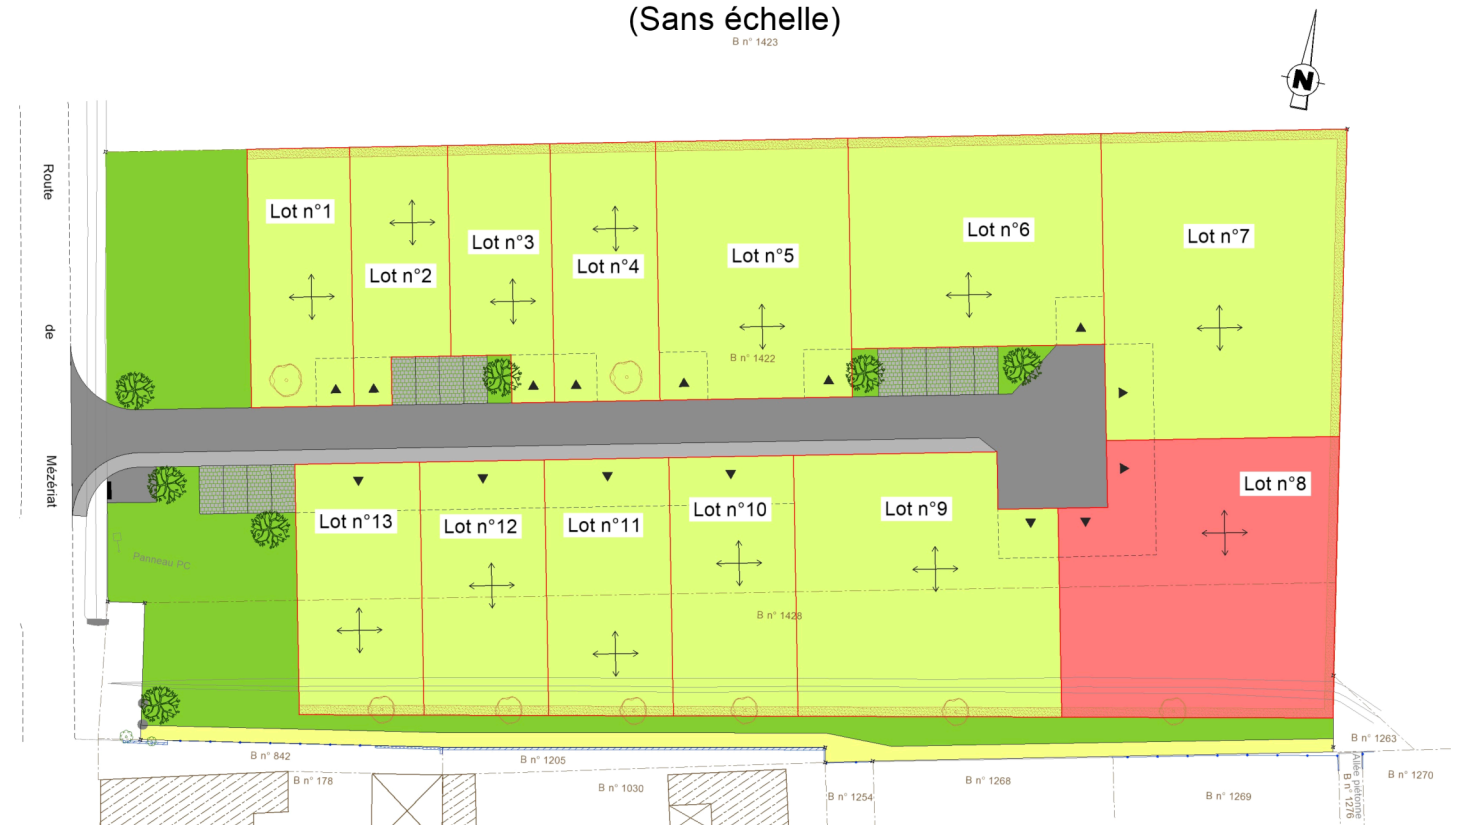 (Sans échelle)
B n° 1423
N
Route
de
Mézériat
Lot n°1
Lot n°2
Lot n°3
Lot n°4
Lot n°5
Lot n°6
Lot n°7
B n° 1422
Lot n°8
Lot n°9
Lot n°10
Lot n°11
Lot n°12
Lot n°13
Panneau PC
B n° 1428
B n° 842
B n° 178
B n° 1205
B n° 1030
B n° 1254
B n° 1268
B n° 1269
Allée piétonne
B n° 1276
B n° 1263
B n° 1270